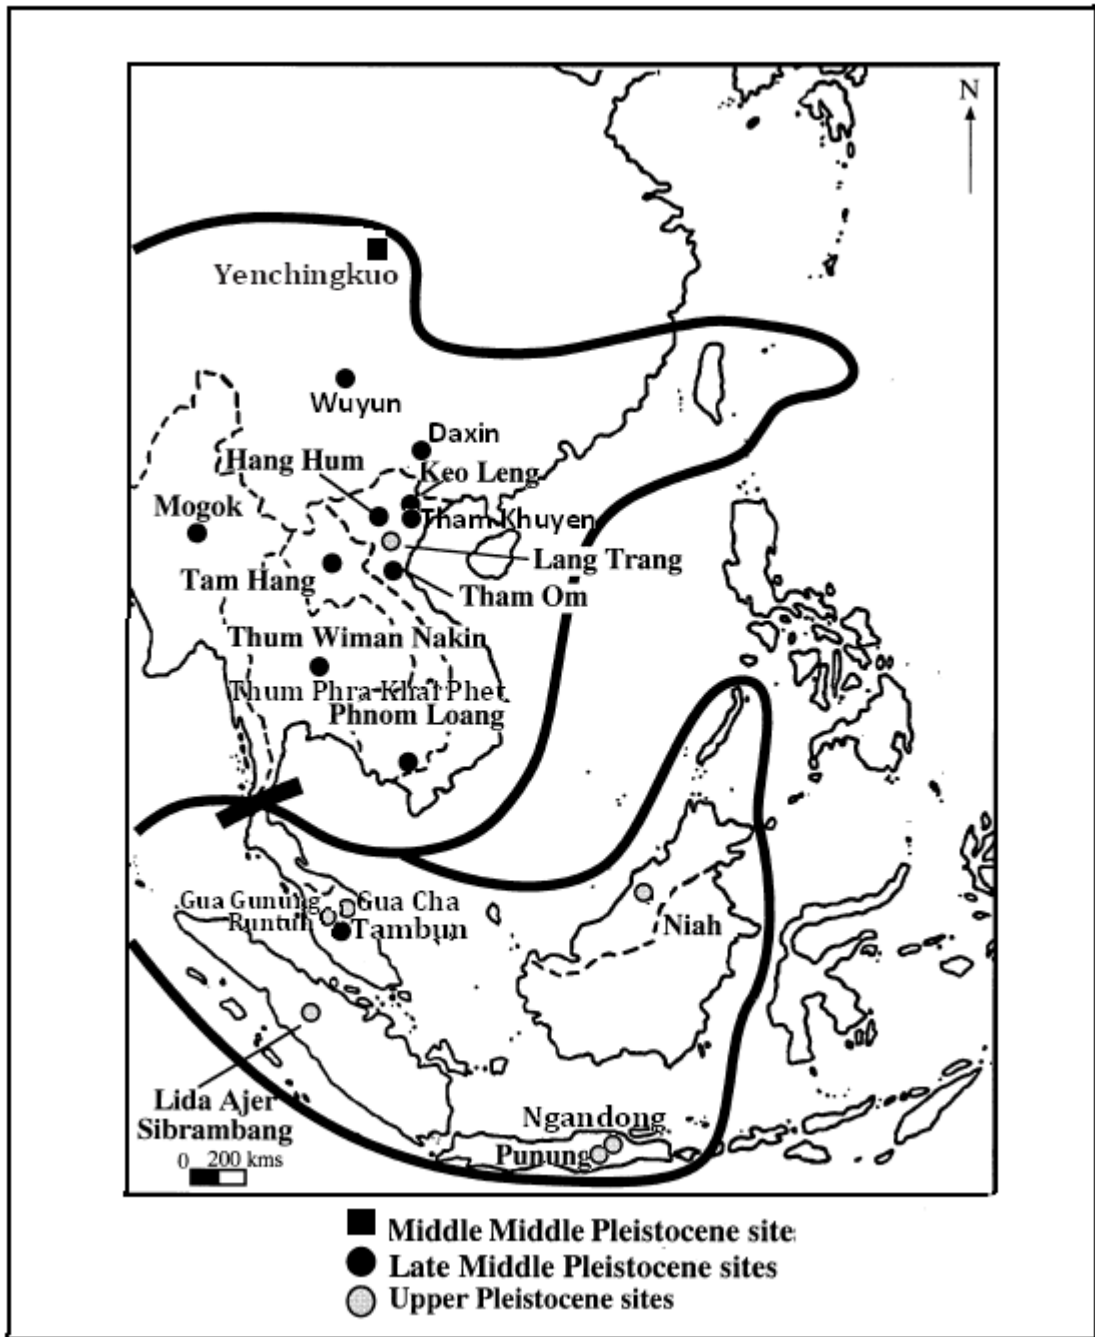 N
Yenchingkuo
Wuyun
Daxin
Hang Hum
Keo Leng
Mogok
Tham Khuyen
Lang Trang
Tam Hang
Tham Om
Thum Wiman Nakin
Thum Phra Khai Phet
Phnom Loang
Gua Gunung
Runtuh
Gua Cha
Tambun
Niah
Lida Ajer
Sibrambang
Ngandong
Punung
0 200 kms
Middle Middle Pleistocene site
Late Middle Pleistocene sites
Upper Pleistocene sites